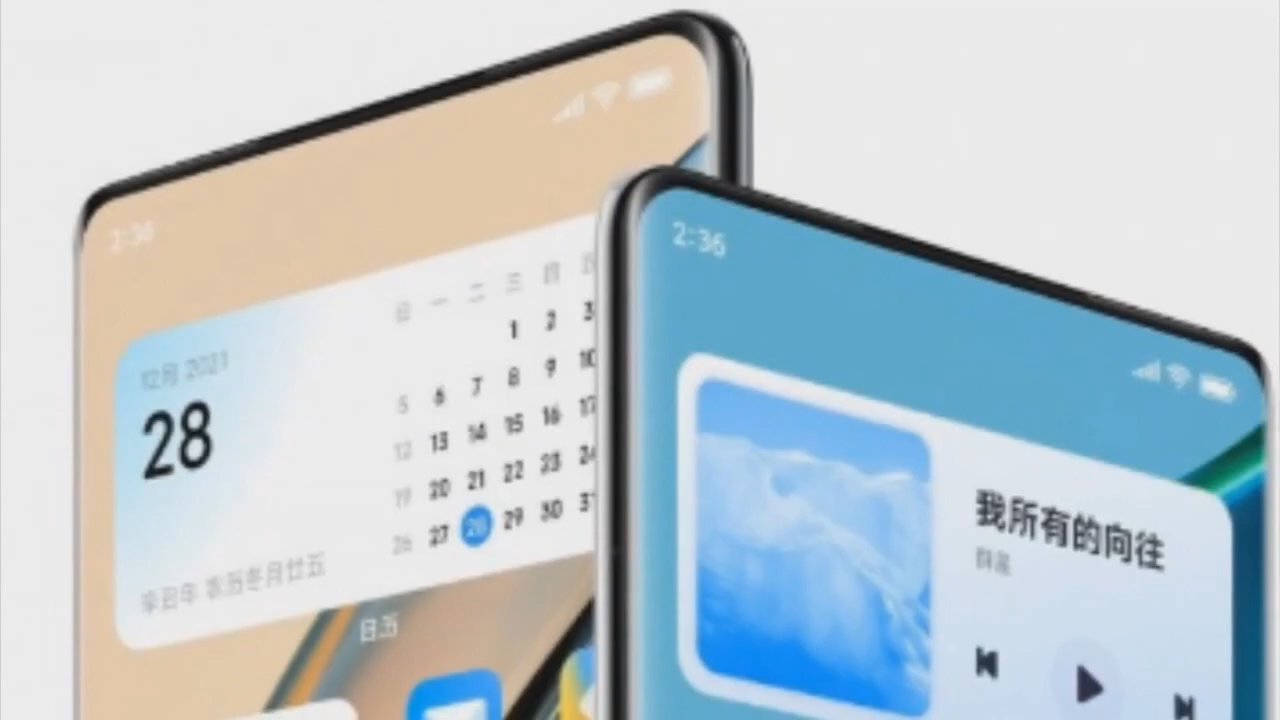 2:36
12月 2021
28
日 一 二 三 四 五
1 2 3
5 6 7 8 9 10
12 13 14 15 16 17
19 20 21 22 23 24
26 27 28 29 30 31
辛丑年 农历冬月廿五
日历
2:36
我所有的向往
群星